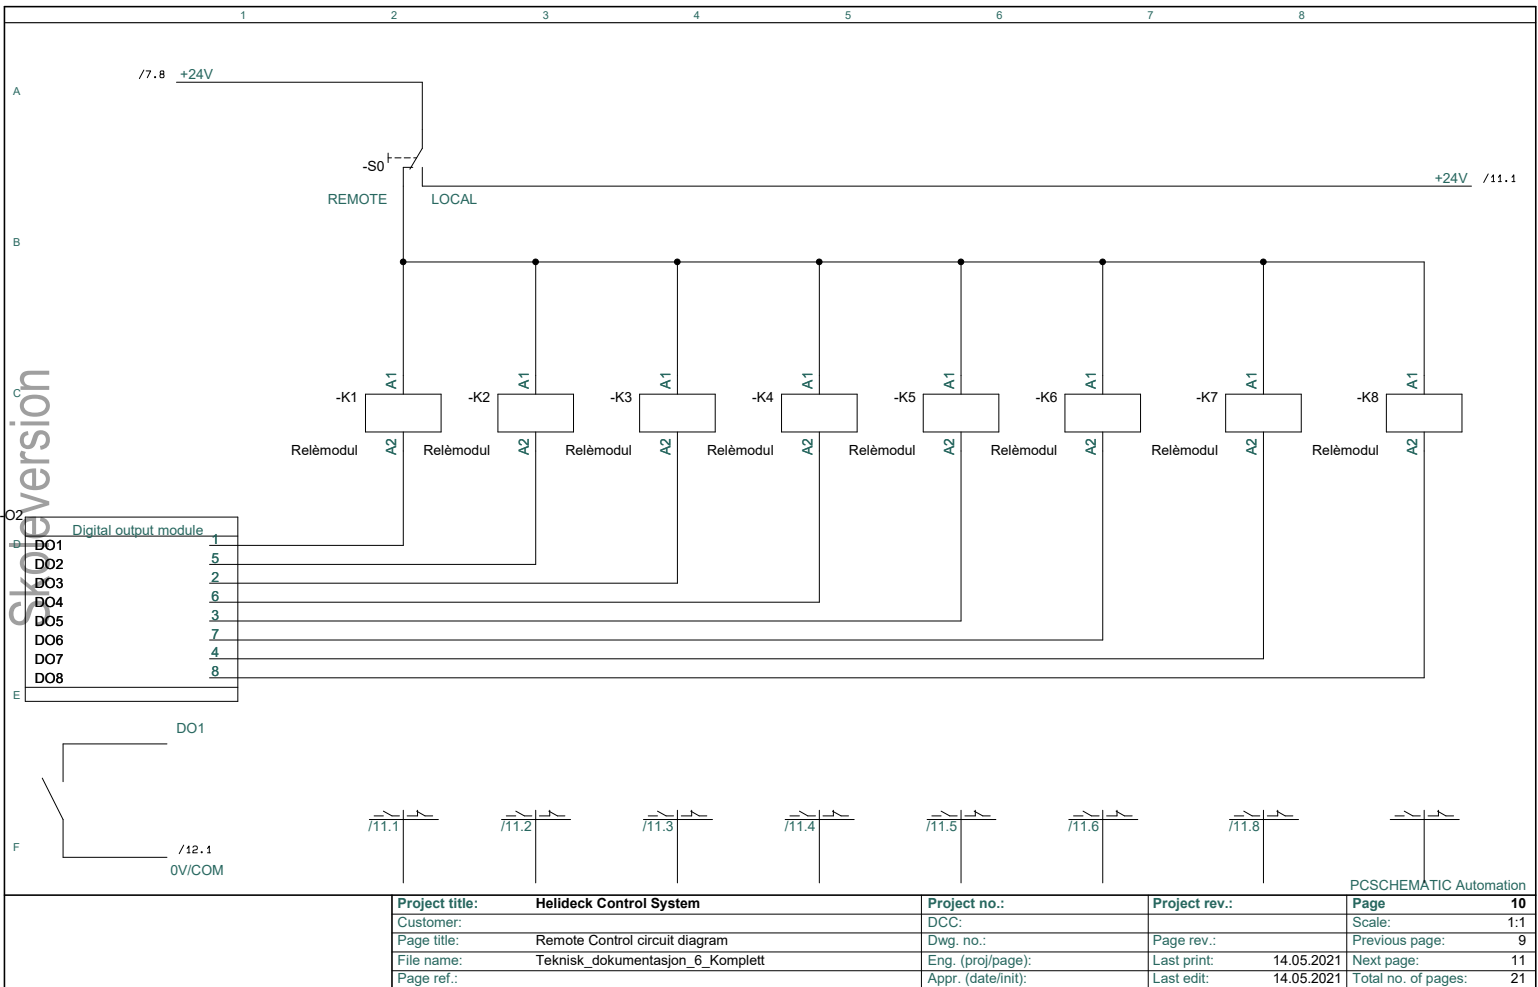 1 2 3 4 5 6 7 8
/7.8 +24V
A
-S0
+24V /11.1
REMOTE LOCAL
B
C
-K1 A1 -K2 A1 -K3 A1 -K4 A1 -K5 A1 -K6 A1 -K7 A1 -K8 A1
Relèmodul A2 Relèmodul A2 Relèmodul A2 Relèmodul A2 Relèmodul A2 Relèmodul A2 Relèmodul A2 Relèmodul A2
Skoleversion
-O2
Digital output module
D
DO1 1
DO2 5
DO3 2
DO4 6
DO5 3
DO6 7
DO7 4
DO8 8
E
DO1
/11.1 /11.2 /11.3 /11.4 /11.5 /11.6 /11.8
F
/12.1
0V/COM
PCSCHEMATIC Automation
Project title: Helideck Control System Project no.: Project rev.: Page 10
Customer: DCC: Scale: 1:1
Page title: Remote Control circuit diagram Dwg. no.: Page rev.: Previous page: 9
File name: Teknisk_dokumentasjon_6_Komplett Eng. (proj/page): Last print: 14.05.2021 Next page: 11
Page ref.: Appr. (date/init): Last edit: 14.05.2021 Total no. of pages: 21